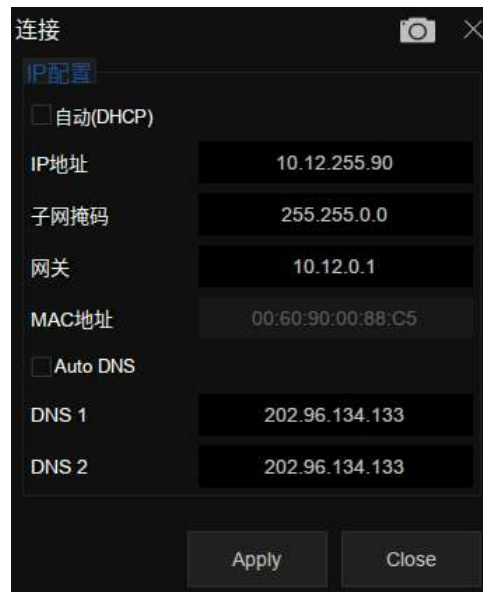 连接
IP配置
自动(DHCP)
IP地址 10.12.255.90
子网掩码 255.255.0.0
网关 10.12.0.1
MAC地址 00:60:90:00:88:C5
Auto DNS
DNS 1 202.96.134.133
DNS 2 202.96.134.133
Apply Close